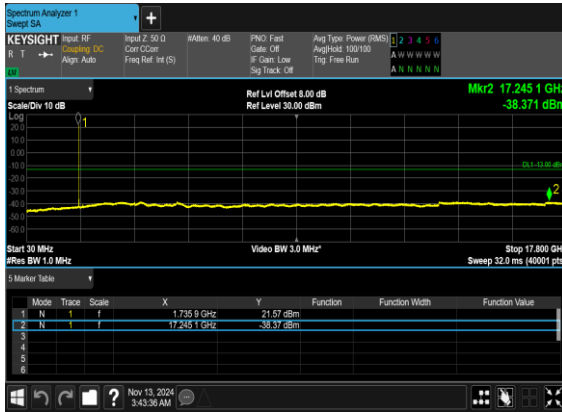 Spectrum Analyzer 1
Swept SA
+
KEYSIGHT Input: RF Input Z: 50 Ω #Atten: 40 dB PNO: Fast Avg Type: Power (RMS) 1 2 3 4 5 6
R T Coupling: DC Corr CCorr Gate: Off Avg|Hold: 100/100 A W W W W W
Align: Auto Freq Ref: Int (S) IF Gain: Low Trig: Free Run
LXI Sig Track: Off A N N N N N
1 Spectrum Ref Lvl Offset 8.00 dB Mkr2 17.245 1 GHz
Scale/Div 10 dB Ref Level 30.00 dBm -38.371 dBm
Log
1
20.0
10.0
0.00
-10.0
DL1 -13.00 dBm
-20.0
-30.0
2
-40.0
-50.0
-60.0
Start 30 MHz Video BW 3.0 MHz* Stop 17.800 GHz
#Res BW 1.0 MHz Sweep 32.0 ms (40001 pts)
5 Marker Table
Mode Trace Scale X Y Function Function Width Function Value
1 N 1 f 1.735 9 GHz 21.57 dBm
2 N 1 f 17.245 1 GHz -38.37 dBm
3
4
5
6
? Nov 13, 2024
3:43:36 AM